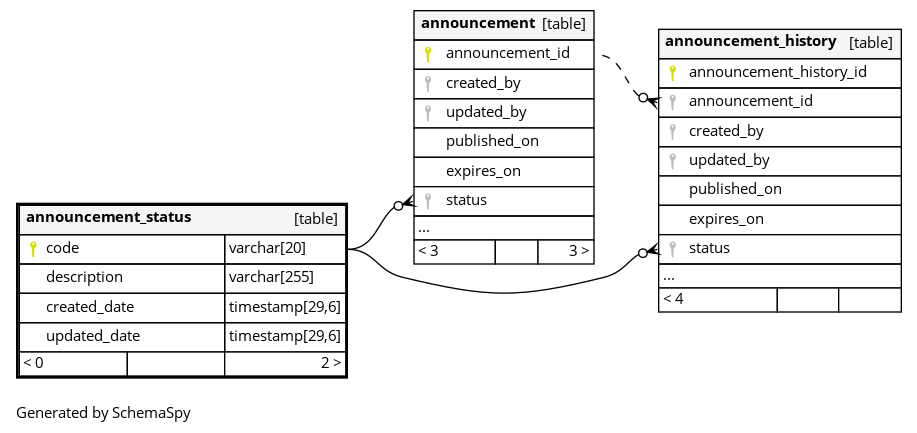 announcement [table]
announcement_id
created_by
updated_by
published_on
expires_on
status
...
< 3 3 >
announcement_history [table]
announcement_history_id
announcement_id
created_by
updated_by
published_on
expires_on
status
...
< 4
announcement_status [table]
code varchar[20]
description varchar[255]
created_date timestamp[29,6]
updated_date timestamp[29,6]
< 0 2 >
Generated by SchemaSpy